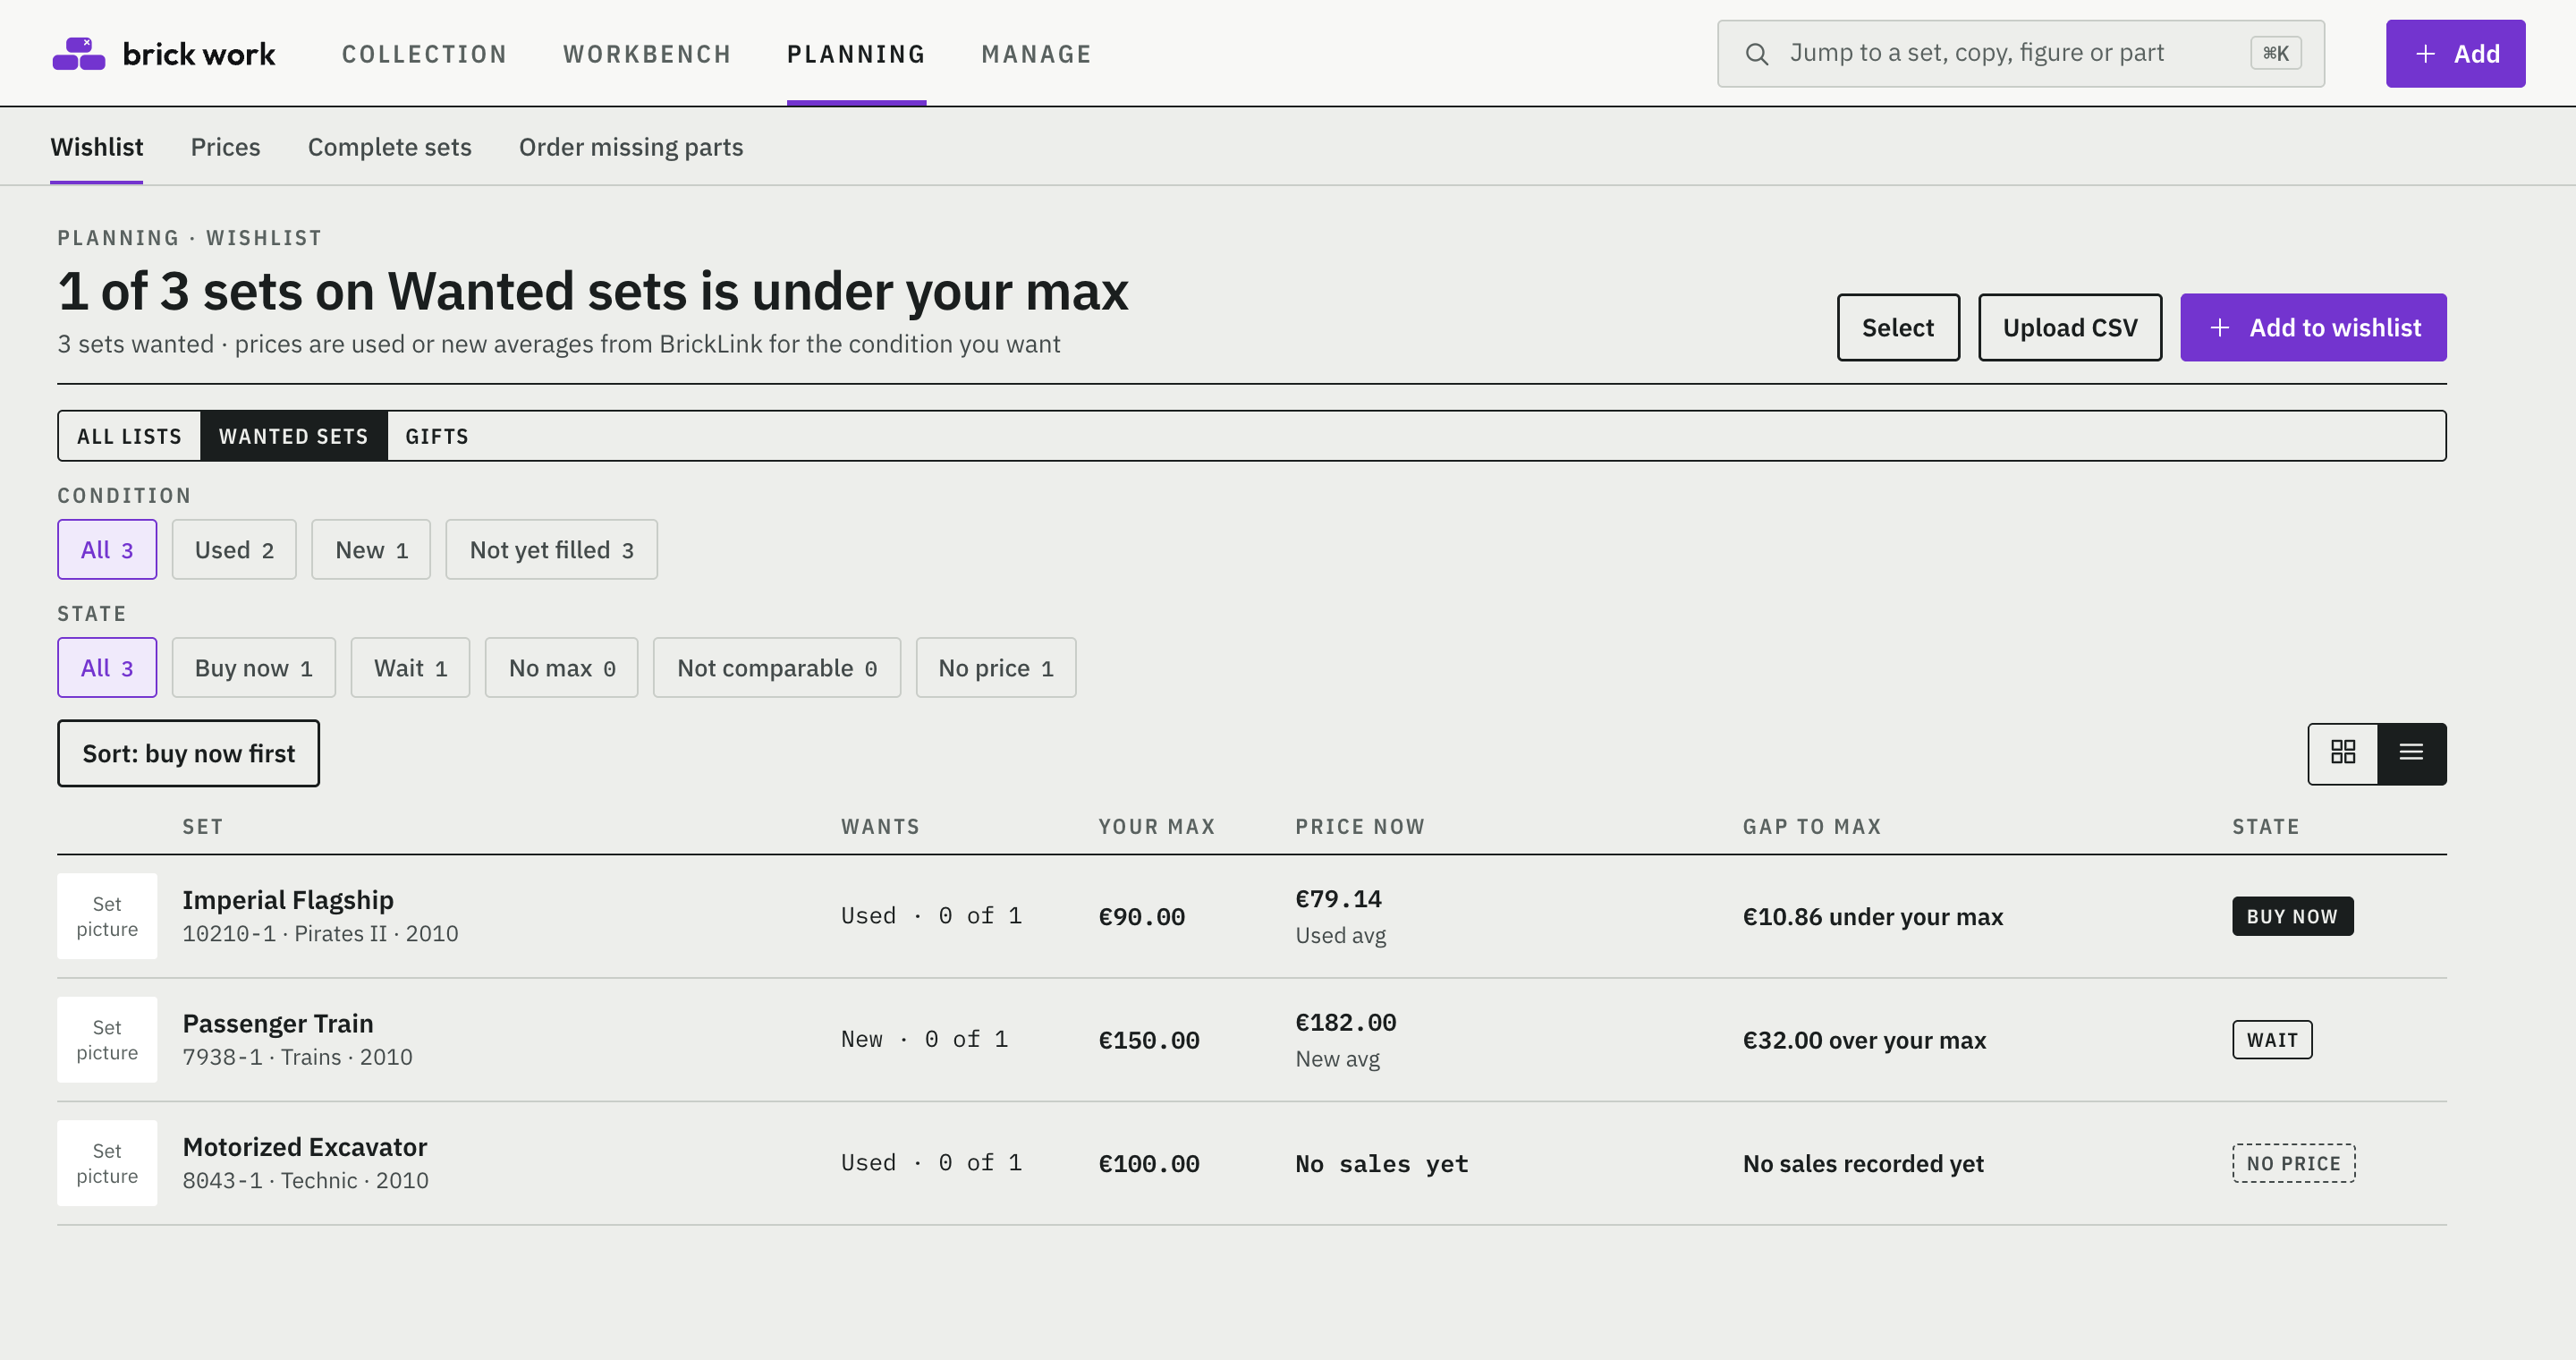 brick work
COLLECTION WORKBENCH PLANNING MANAGE
Jump to a set, copy, figure or part ⌘K
+ Add
Wishlist Prices Complete sets Order missing parts
PLANNING · WISHLIST
1 of 3 sets on Wanted sets is under your max
3 sets wanted · prices are used or new averages from BrickLink for the condition you want
Select Upload CSV + Add to wishlist
ALL LISTS WANTED SETS GIFTS
CONDITION
All 3 Used 2 New 1 Not yet filled 3
STATE
All 3 Buy now 1 Wait 1 No max 0 Not comparable 0 No price 1
Sort: buy now first
SET WANTS YOUR MAX PRICE NOW GAP TO MAX STATE
Set picture
Imperial Flagship
10210-1 · Pirates II · 2010
Used · 0 of 1
€90.00
€79.14
Used avg
€10.86 under your max
BUY NOW
Set picture
Passenger Train
7938-1 · Trains · 2010
New · 0 of 1
€150.00
€182.00
New avg
€32.00 over your max
WAIT
Set picture
Motorized Excavator
8043-1 · Technic · 2010
Used · 0 of 1
€100.00
No sales yet
No sales recorded yet
NO PRICE